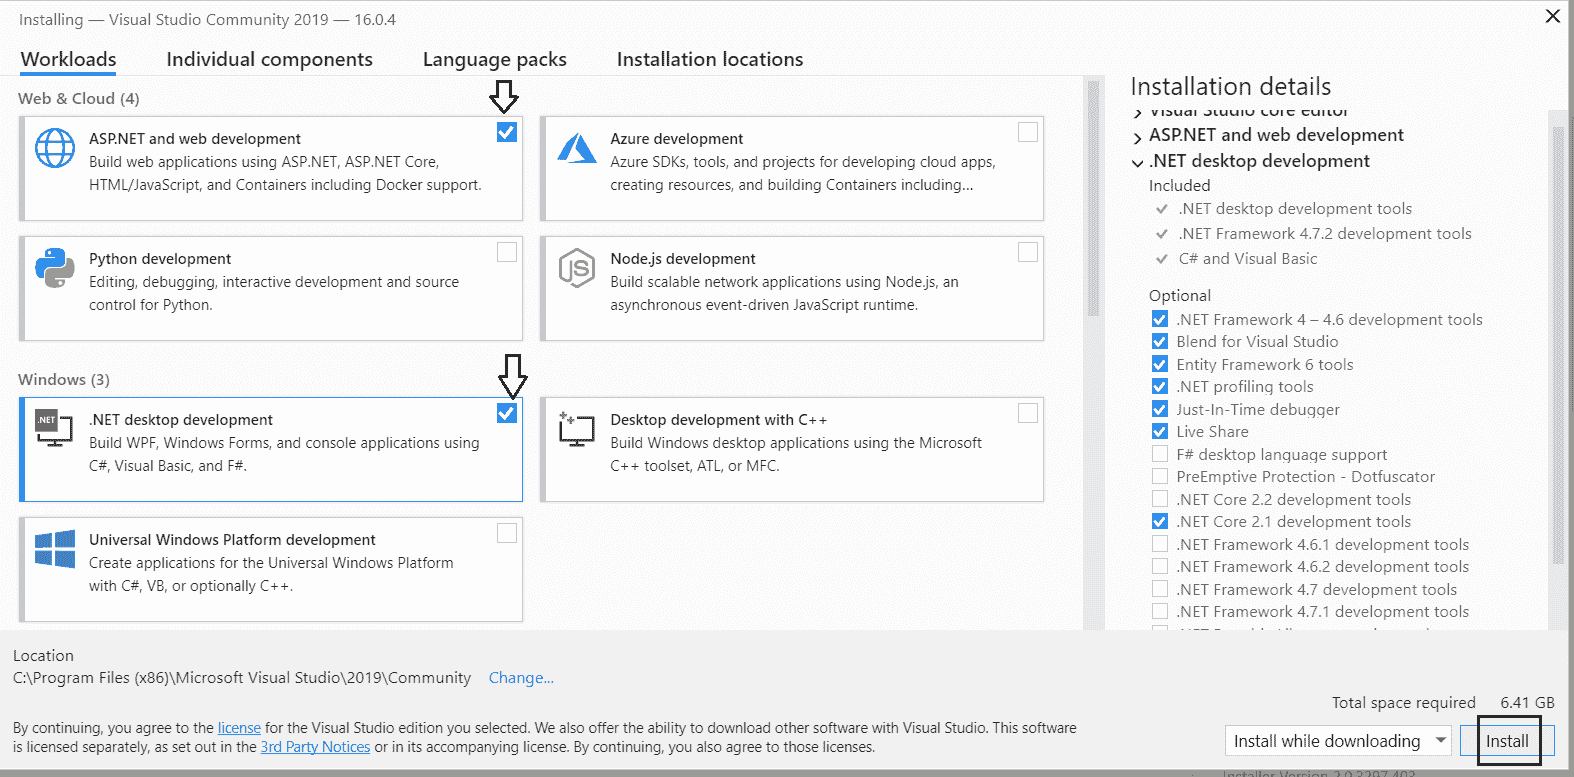 Installing — Visual Studio Community 2019 — 16.0.4
Workloads
Individual components
Language packs
Installation locations
Web & Cloud (4)
ASP.NET and web development
Build web applications using ASP.NET, ASP.NET Core,
HTML/JavaScript, and Containers including Docker support.
Azure development
Azure SDKs, tools, and projects for developing cloud apps,
creating resources, and building Containers including...
Python development
Editing, debugging, interactive development and source
control for Python.
JS
Node.js development
Build scalable network applications using Node.js, an
asynchronous event-driven JavaScript runtime.
Windows (3)
.NET
.NET desktop development
Build WPF, Windows Forms, and console applications using
C#, Visual Basic, and F#.
Desktop development with C++
Build Windows desktop applications using the Microsoft
C++ toolset, ATL, or MFC.
Universal Windows Platform development
Create applications for the Universal Windows Platform
with C#, VB, or optionally C++.
Installation details
Visual Studio core editor
ASP.NET and web development
.NET desktop development
Included
.NET desktop development tools
.NET Framework 4.7.2 development tools
C# and Visual Basic
Optional
.NET Framework 4 – 4.6 development tools
Blend for Visual Studio
Entity Framework 6 tools
.NET profiling tools
Just-In-Time debugger
Live Share
F# desktop language support
PreEmptive Protection - Dotfuscator
.NET Core 2.2 development tools
.NET Core 2.1 development tools
.NET Framework 4.6.1 development tools
.NET Framework 4.6.2 development tools
.NET Framework 4.7 development tools
.NET Framework 4.7.1 development tools
Location
C:\Program Files (x86)\Microsoft Visual Studio\2019\Community
Change...
Total space required 6.41 GB
By continuing, you agree to the license for the Visual Studio edition you selected. We also offer the ability to download other software with Visual Studio. This software
is licensed separately, as set out in the 3rd Party Notices or in its accompanying license. By continuing, you also agree to those licenses.
Install while downloading
Install
Installer Version 2.0.3297.403